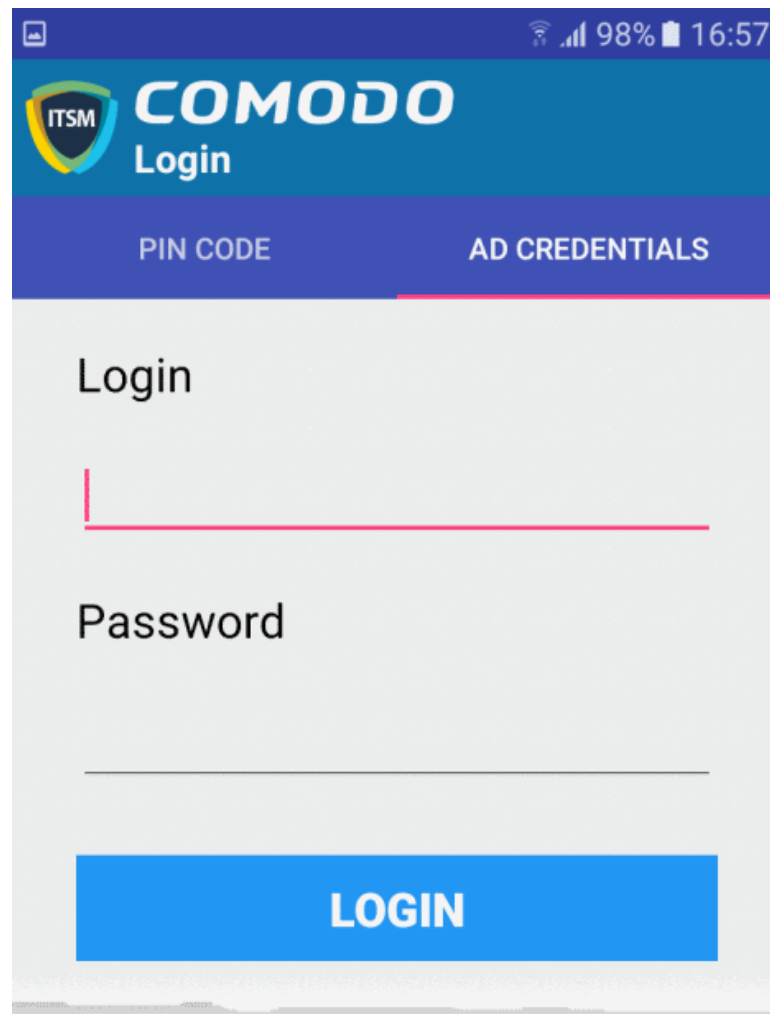 98% 16:57
ITSM COMODO
Login
PIN CODE AD CREDENTIALS
Login
Password
LOGIN